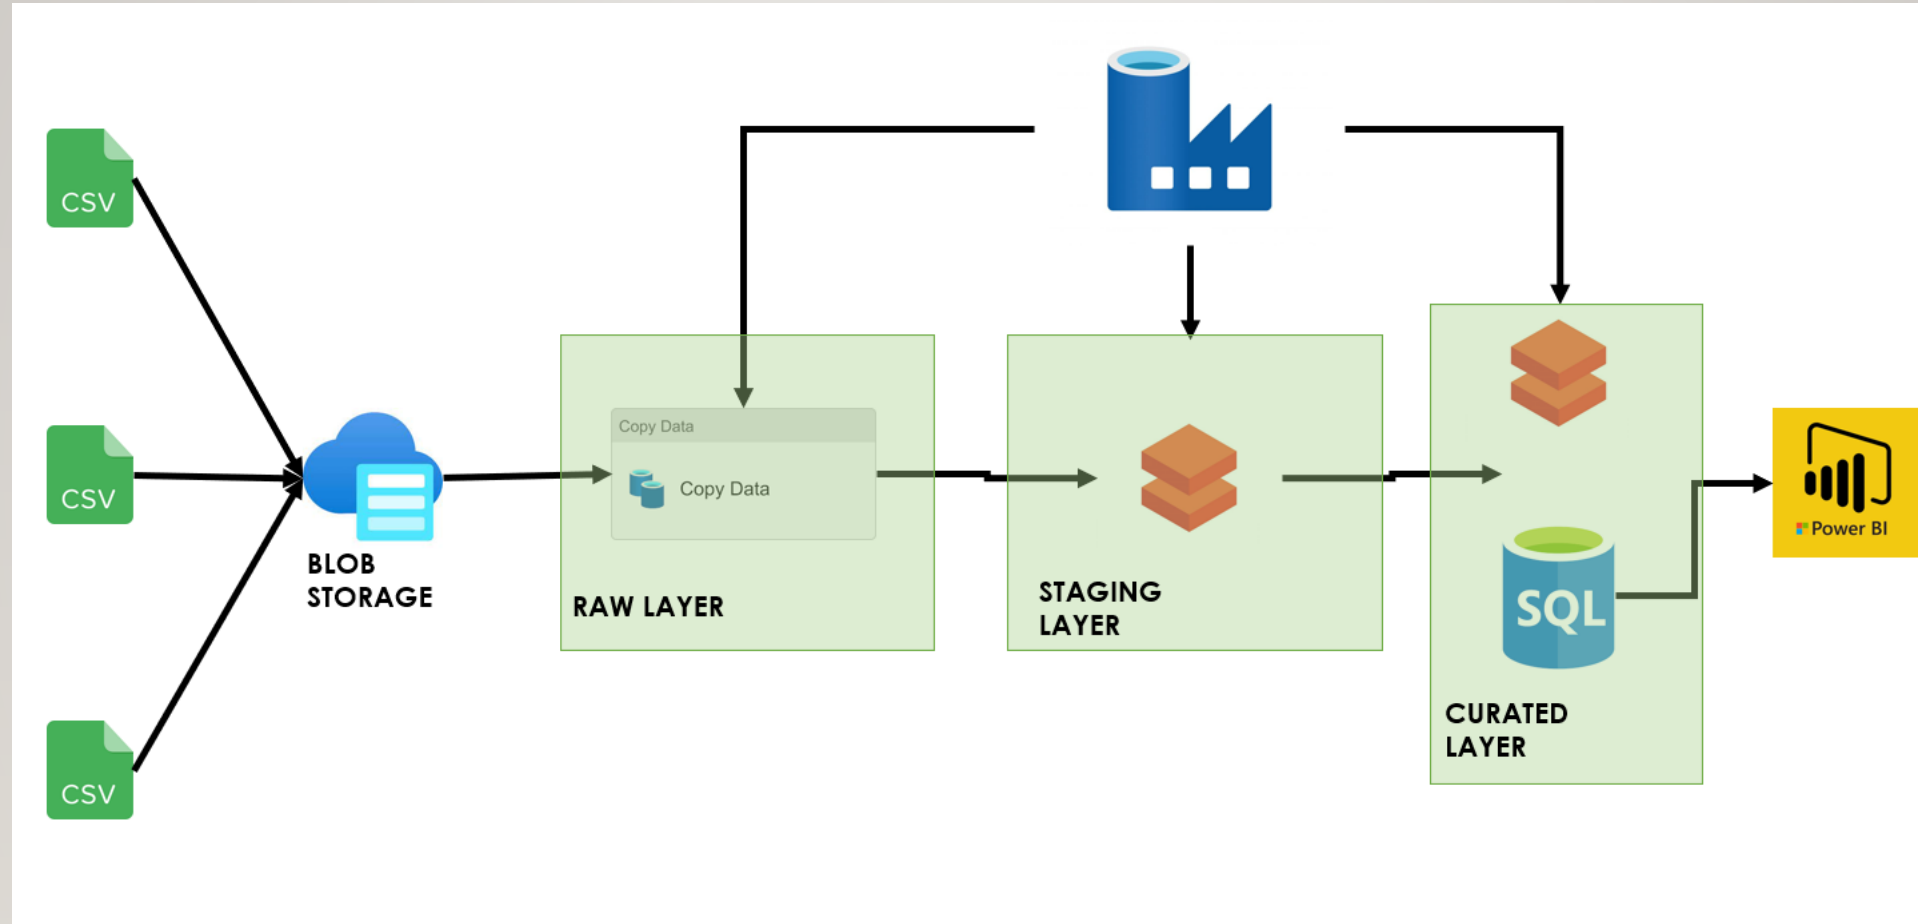 CSV
CSV
CSV
BLOB
STORAGE
Copy Data
Copy Data
RAW LAYER
STAGING
LAYER
SQL
CURATED
LAYER
Power BI